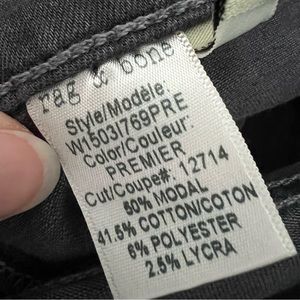 rag & bone
Style/Modèle:
W1503I769PRE
Color/Couleur:
PREMIER
Cut/Coupe#: 12714
50% MODAL
41.5% COTTON/COTON
6% POLYESTER
2.5% LYCRA